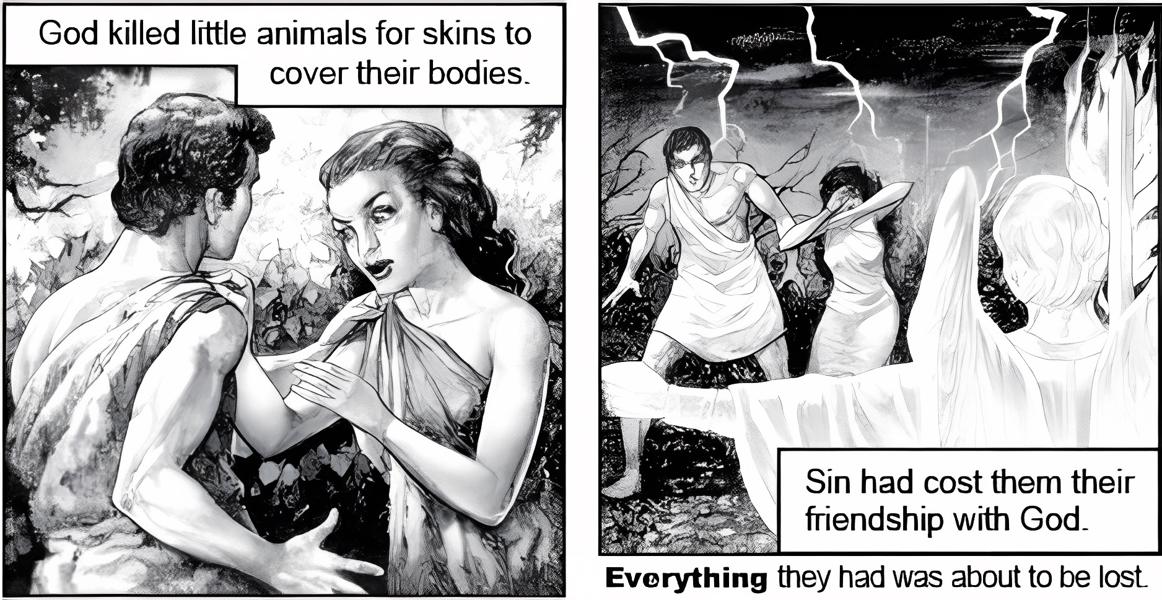 God killed little animals for skins to
cover their bodies.
Sin had cost them their
friendship with God.
Everything they had was about to be lost.